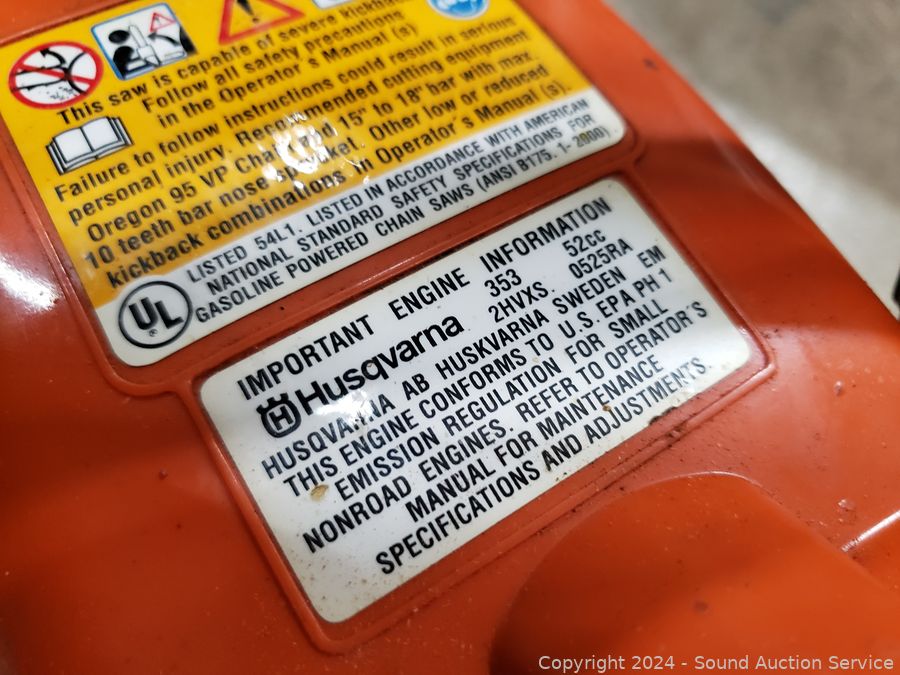 This saw is capable of severe kickback
Follow all safety precautions
in the Operator's Manual (s)
Failure to follow instructions could result in serious
personal injury. Recommended cutting equipment
Oregon 95 VP Chain and 15" to 18" bar with max
10 teeth bar nose sprocket. Other low or reduced
kickback combinations in Operator's Manual (s).
LISTED 54L1. LISTED IN ACCORDANCE WITH AMERICAN
NATIONAL STANDARD SAFETY SPECIFICATIONS FOR
GASOLINE POWERED CHAIN SAWS (ANSI B175.1-2000)
UL
IMPORTANT ENGINE INFORMATION
Husqvarna 353 52cc
2HVXS. 0525RA
HUSQVARNA AB HUSKVARNA SWEDEN EM
THIS ENGINE CONFORMS TO U.S EPA PH 1
EMISSION REGULATION FOR SMALL
NONROAD ENGINES. REFER TO OPERATOR'S
MANUAL FOR MAINTENANCE
SPECIFICATIONS AND ADJUSTMENTS.
Copyright 2024 - Sound Auction Service